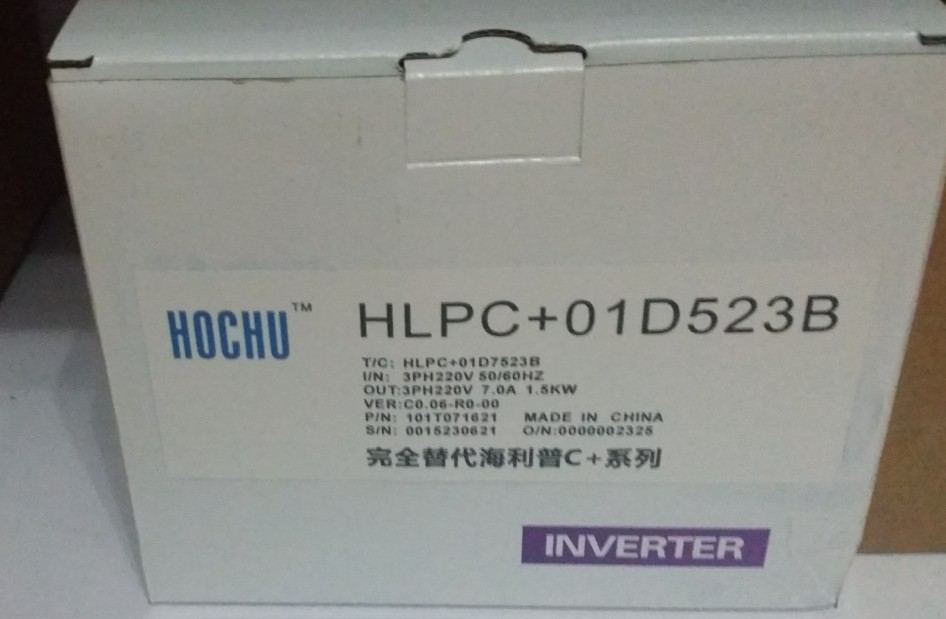 HOCHU™
HLPC+01D523B
T/C: HLPC+01D7523B
I/N: 3PH220V 50/60HZ
OUT:3PH220V 7.0A 1.5KW
VER:C0.06-R0-00
P/N: 101T071621 MADE IN CHINA
S/N: 0015230621 O/N:0000002325
完全替代海利普C+系列
INVERTER